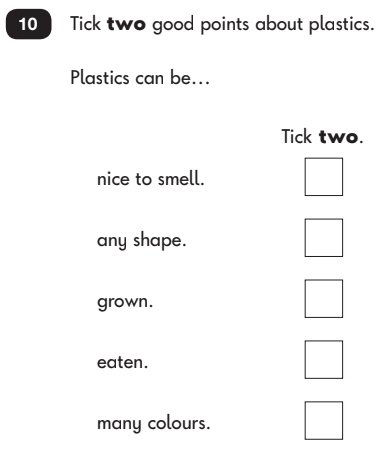 10 Tick two good points about plastics.
Plastics can be...
Tick two.
nice to smell.
any shape.
grown.
eaten.
many colours.